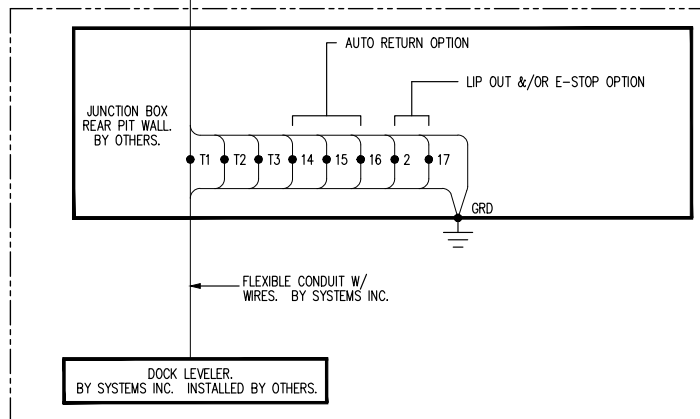 AUTO RETURN OPTION
LIP OUT &/OR E-STOP OPTION
JUNCTION BOX
REAR PIT WALL.
BY OTHERS.
T1 T2 T3 14 15 16 2 17
GRD
FLEXIBLE CONDUIT W/
WIRES. BY SYSTEMS INC.
DOCK LEVELER.
BY SYSTEMS INC. INSTALLED BY OTHERS.